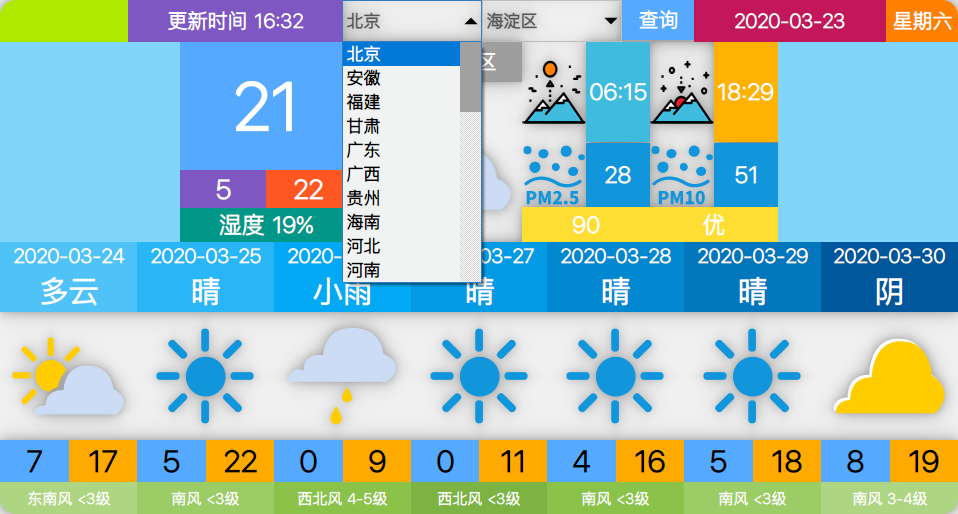 更新时间 16:32
北京
海淀区
查询
2020-03-23
星期六
北京
安徽
福建
甘肃
广东
广西
贵州
海南
河北
河南
区
21
5
22
湿度 19%
06:15
18:29
PM2.5
28
PM10
51
90
优
2020-03-24
2020-03-25
2020-
-27
2020-03-28
2020-03-29
2020-03-30
多云
晴
小雨
晴
晴
晴
阴
7
17
5
22
0
9
0
11
4
16
5
18
8
19
东南风 <3级
南风 <3级
西北风 4-5级
西北风 <3级
南风 <3级
南风 <3级
南风 3-4级